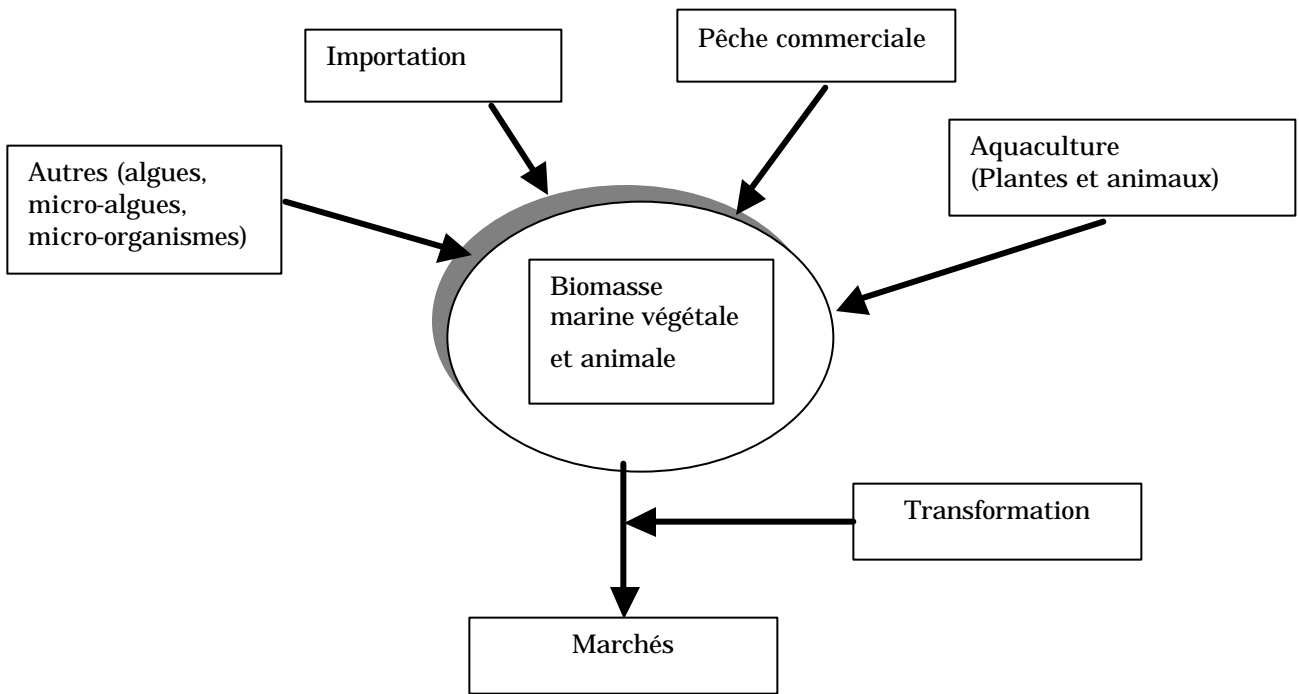 Importation
Pêche commerciale
Autres (algues,
micro-algues,
micro-organismes)
Aquaculture
(Plantes et animaux)
Biomasse
marine végétale
et animale
Transformation
Marchés